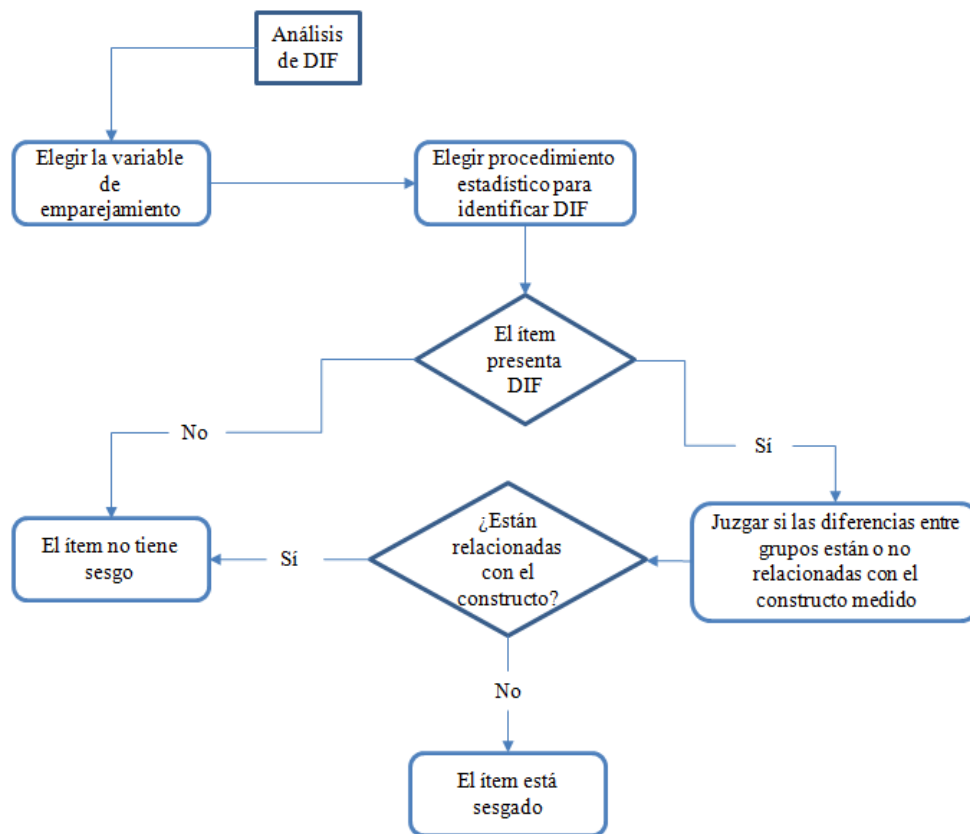 Análisis
de DIF
Elegir la variable
de
emparejamiento
Elegir procedimiento
estadístico para
identificar DIF
El ítem
presenta
DIF
No
Sí
Juzgar si las diferencias entre
grupos están o no
relacionadas con el
constructo medido
¿Están
relacionadas
con el
constructo?
Sí
El ítem no tiene
sesgo
No
El ítem está
sesgado